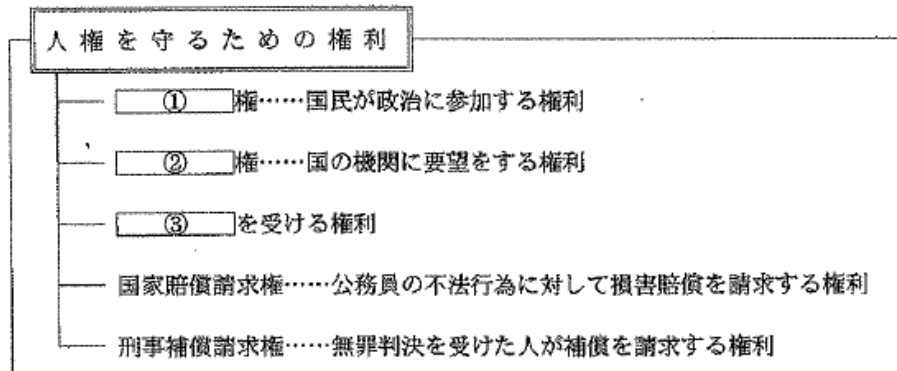 人権を守るための権利
①権……国民が政治に参加する権利
②権……国の機関に要望をする権利
③を受ける権利
国家賠償請求権……公務員の不法行為に対して損害賠償を請求する権利
刑事補償請求権……無罪判決を受けた人が補償を請求する権利